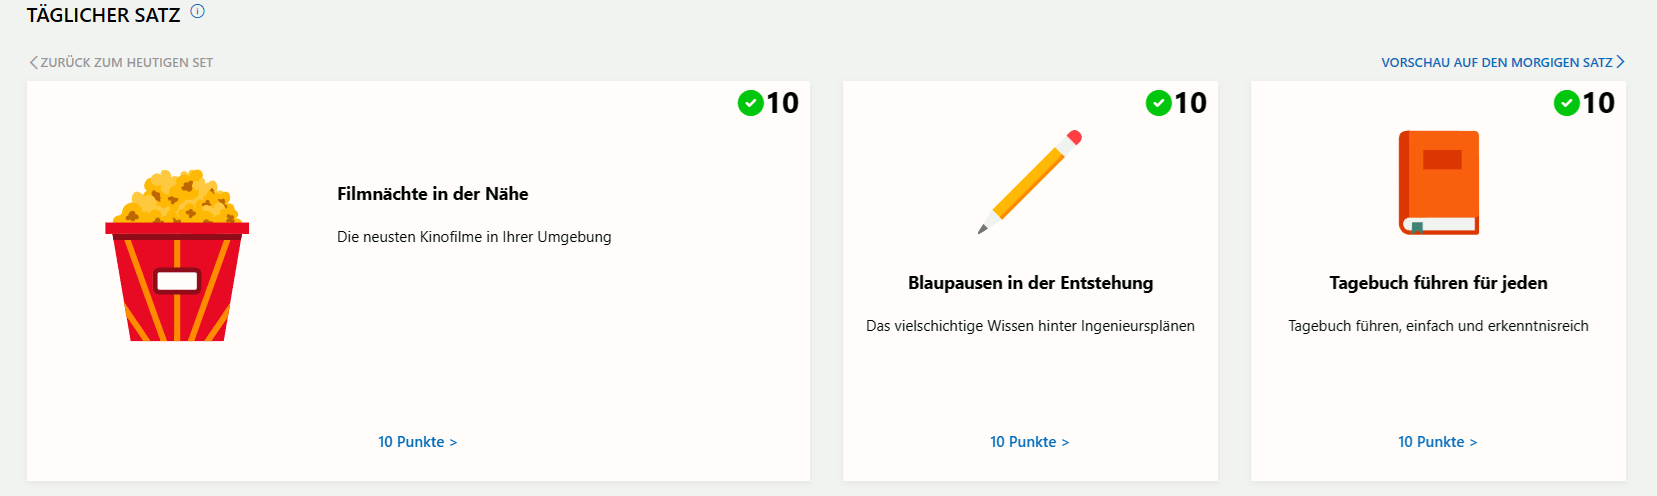 TÄGLICHER SATZ
ZURÜCK ZUM HEUTIGEN SET
VORSCHAU AUF DEN MORGIGEN SATZ
10
Filmnächte in der Nähe
Die neusten Kinofilme in Ihrer Umgebung
10 Punkte >
10
Blaupausen in der Entstehung
Das vielschichtige Wissen hinter Ingenieursplänen
10 Punkte >
10
Tagebuch führen für jeden
Tagebuch führen, einfach und erkenntnisreich
10 Punkte >